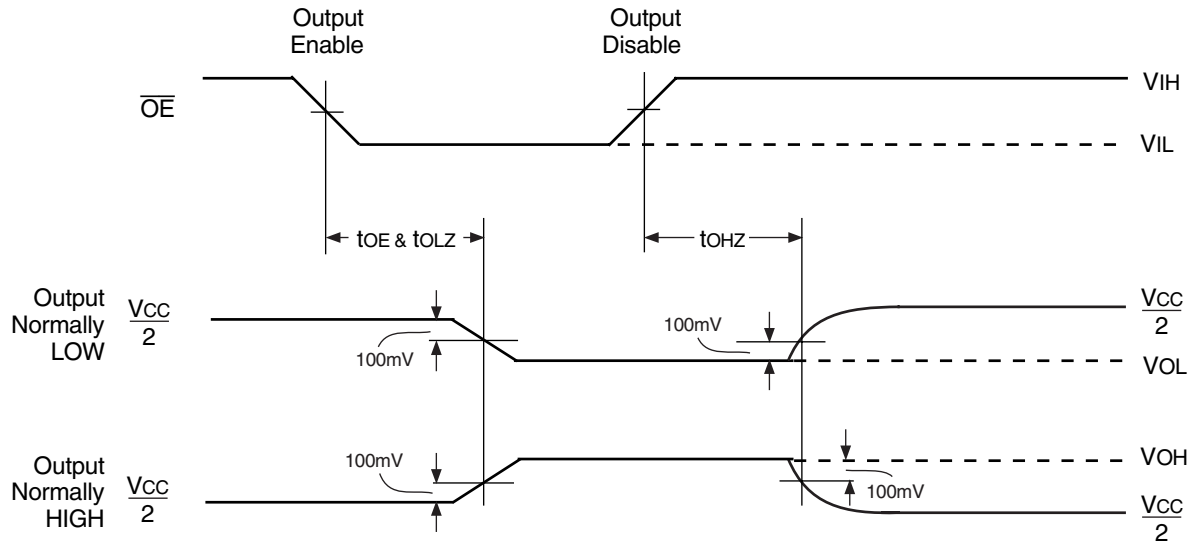 Output
Enable
Output
Disable
OE
VIH
VIL
tOE & tOLZ
tOHZ
Output
Normally
LOW
VCC
2
100mV
100mV
VCC
2
VOL
Output
Normally
HIGH
VCC
2
100mV
100mV
VOH
VCC
2